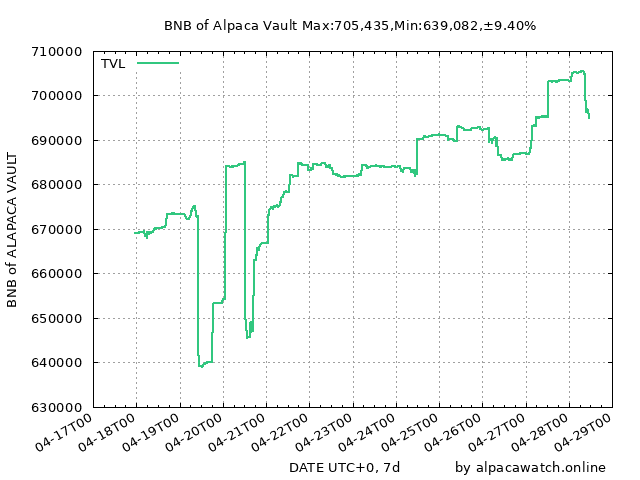 BNB of Alpaca Vault Max:705,435,Min:639,082,±9.40%
TVL
710000
700000
690000
680000
670000
660000
650000
640000
630000
BNB of ALAPACA VAULT
04-17T00
04-18T00
04-19T00
04-20T00
04-21T00
04-22T00
04-23T00
04-24T00
04-25T00
04-26T00
04-27T00
04-28T00
04-29T00
DATE UTC+0, 7d by alpacawatch.online